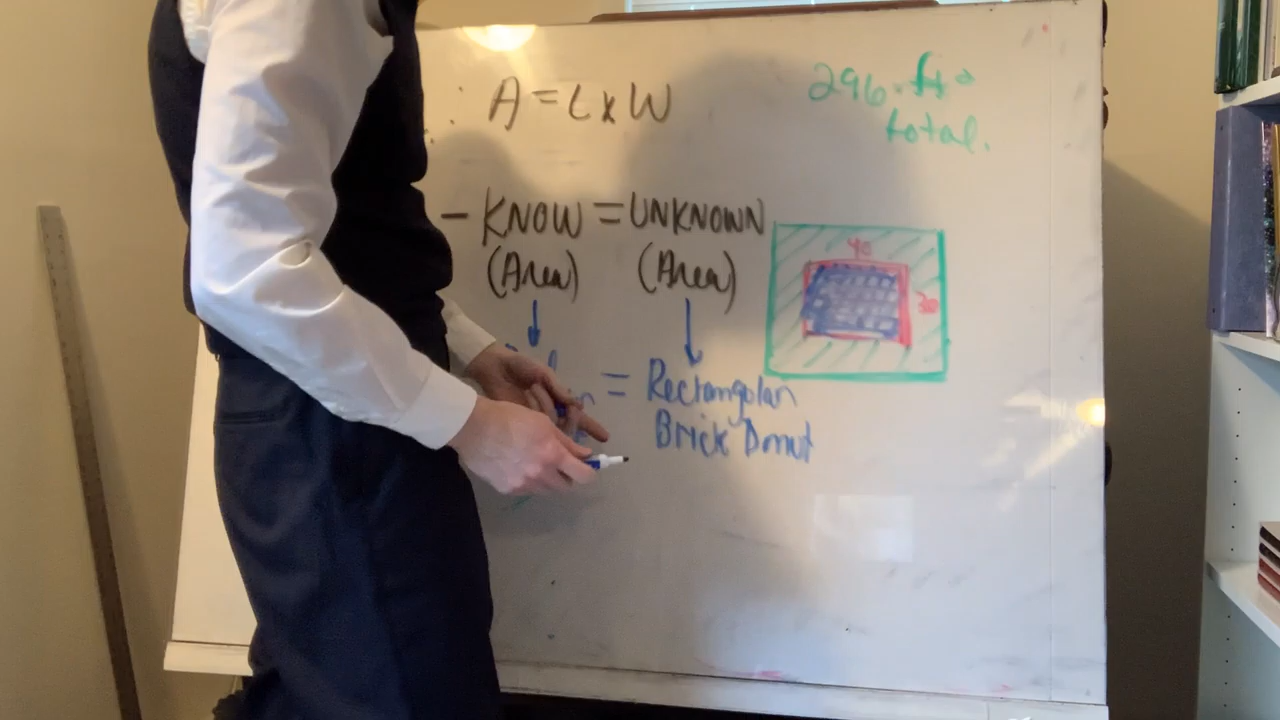 ∴ A = L x W
296 ft²
total.
- KNOW = UNKNOWN
(Area) (Area)
40
30
= Rectangular
Brick Donut